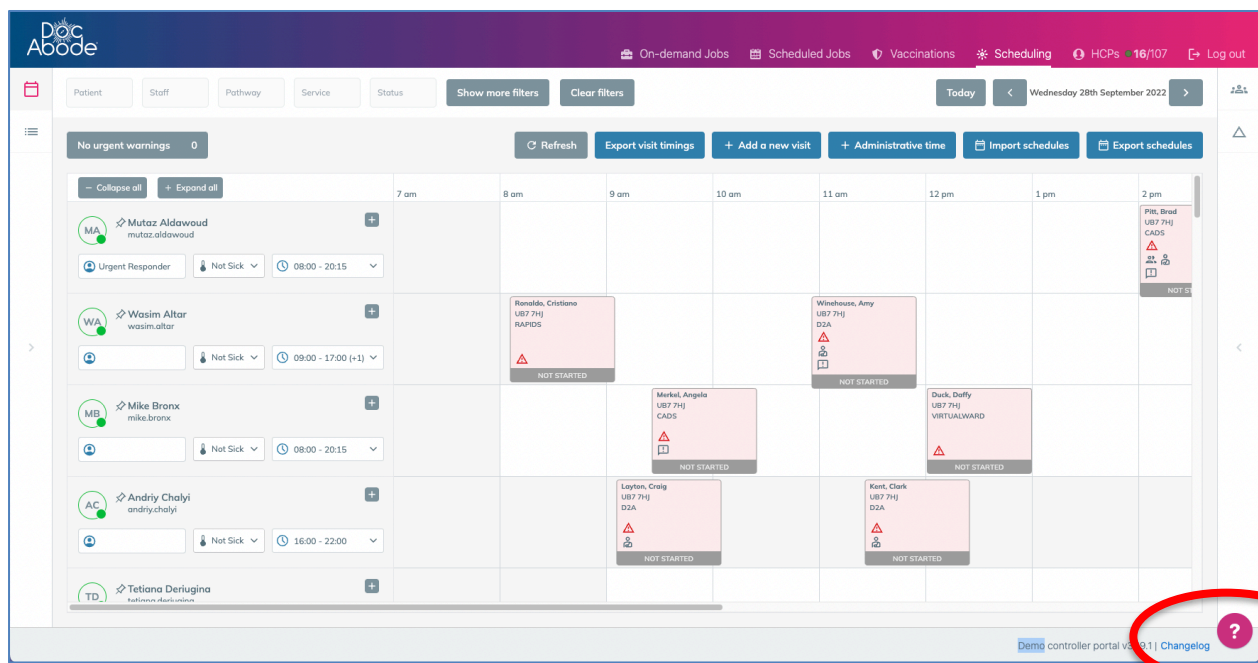 Doc
Abode
On-demand Jobs Scheduled Jobs Vaccinations Scheduling HCPs 16/107 Log out
Patient Staff Pathway Service Status Show more filters Clear filters Today < Wednesday 28th September 2022 >
No urgent warnings 0 Refresh Export visit timings + Add a new visit + Administrative time Import schedules Export schedules
− Collapse all + Expand all
7 am 8 am 9 am 10 am 11 am 12 pm 1 pm 2 pm
MA Mutaz Aldawoud +
mutaz.aldawoud
Urgent Responder Not Sick 08:00 - 20:15
Pitt, Brad
UB7 7HJ
CADS
WA Wasim Altar +
wasim.altar
Not Sick 09:00 - 17:00 (+1)
Ronaldo, Cristiano
UB7 7HJ
RAPIDS
NOT STARTED
Winehouse, Amy
UB7 7HJ
D2A
NOT STARTED
MB Mike Bronx +
mike.bronx
Not Sick 08:00 - 20:15
Merkel, Angela
UB7 7HJ
CADS
NOT STARTED
Duck, Daffy
UB7 7HJ
VIRTUALWARD
NOT STARTED
AC Andriy Chalyi +
andriy.chalyi
Not Sick 16:00 - 22:00
Layton, Craig
UB7 7HJ
D2A
NOT STARTED
Kent, Clark
UB7 7HJ
D2A
NOT STARTED
TD Tetiana Deriugina +
tetiana.deriugina
Demo controller portal | Changelog ?